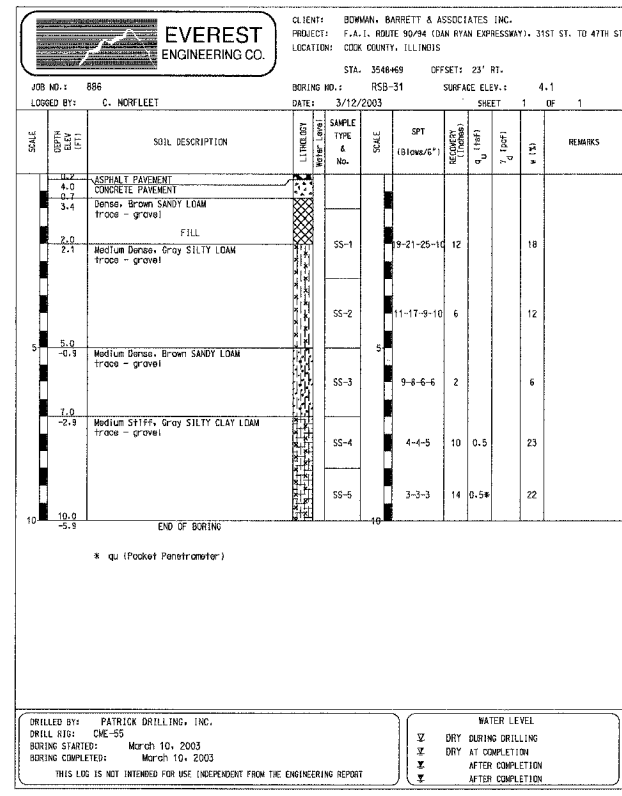 EVEREST
ENGINEERING CO.
CLIENT: BOWMAN, BARRETT & ASSOCIATES INC.
PROJECT: F.A.I. ROUTE 90/94 (DAN RYAN EXPRESSWAY), 31ST ST. TO 47TH ST
LOCATION: COOK COUNTY, ILLINOIS
STA. 3548+69 OFFSET: 23' RT.
JOB NO.: 886 BORING NO.: RSB-31 SURFACE ELEV.: 4.1
LOGGED BY: C. NORFLEET DATE: 3/12/2003 SHEET 1 OF 1
SCALE DEPTH ELEV (FT) SOIL DESCRIPTION LITHOLOGY Water Level SAMPLE TYPE & No. SCALE SPT (Blows/6") RECOVERY (Inches) qu (tsf) γd (pcf) w (%) REMARKS
0.2 ASPHALT PAVEMENT
4.0 CONCRETE PAVEMENT
0.7
3.4 Dense, Brown SANDY LOAM
trace - gravel
FILL
2.0
SS-1 19-21-25-10 12 18
2.1 Medium Dense, Gray SILTY LOAM
trace - gravel
SS-2 11-17-9-10 6 12
5 5.0 5
-0.9 Medium Dense, Brown SANDY LOAM
trace - gravel
SS-3 9-8-6-6 2 6
7.0
-2.9 Medium Stiff, Gray SILTY CLAY LOAM
trace - gravel
SS-4 4-4-5 10 0.5 23
SS-5 3-3-3 14 0.5* 22
10 10.0 10
-5.9 END OF BORING
* qu (Pocket Penetrometer)
DRILLED BY: PATRICK DRILLING, INC.
DRILL RIG: CME-55
BORING STARTED: March 10, 2003
BORING COMPLETED: March 10, 2003
THIS LOG IS NOT INTENDED FOR USE INDEPENDENT FROM THE ENGINEERING REPORT
WATER LEVEL
DRY DURING DRILLING
DRY AT COMPLETION
AFTER COMPLETION
AFTER COMPLETION